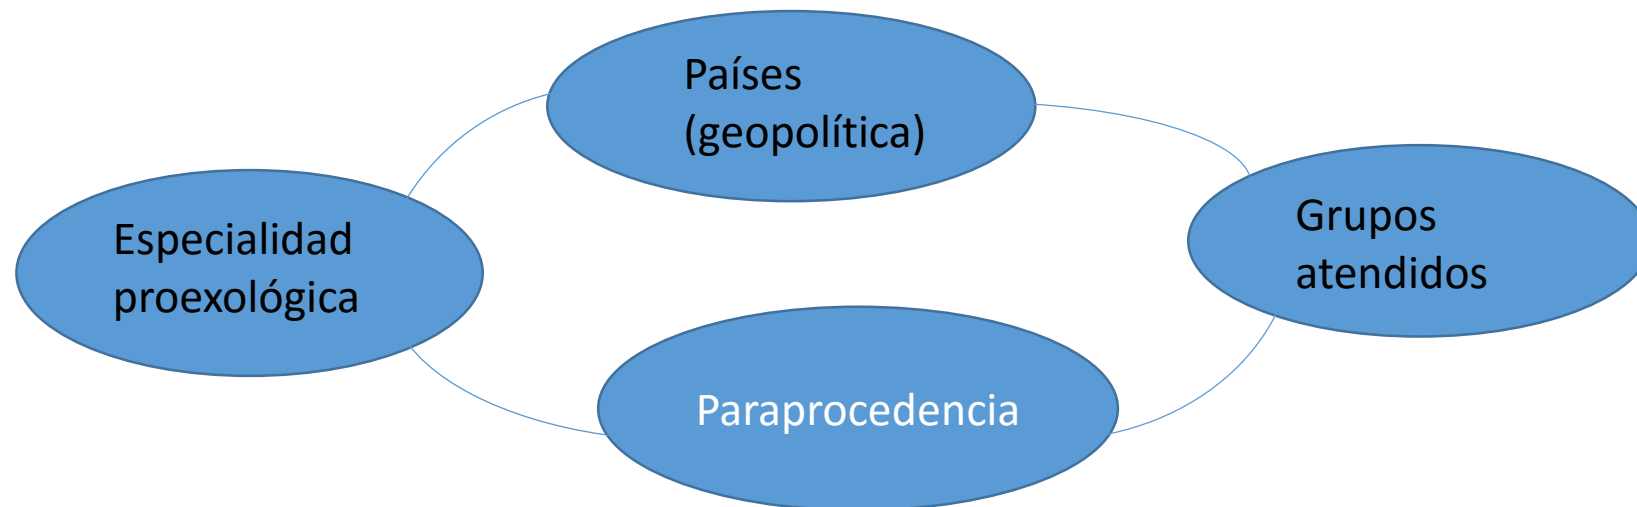 Países
(geopolítica)
Especialidad
proexológica
Grupos
atendidos
Paraprocedencia